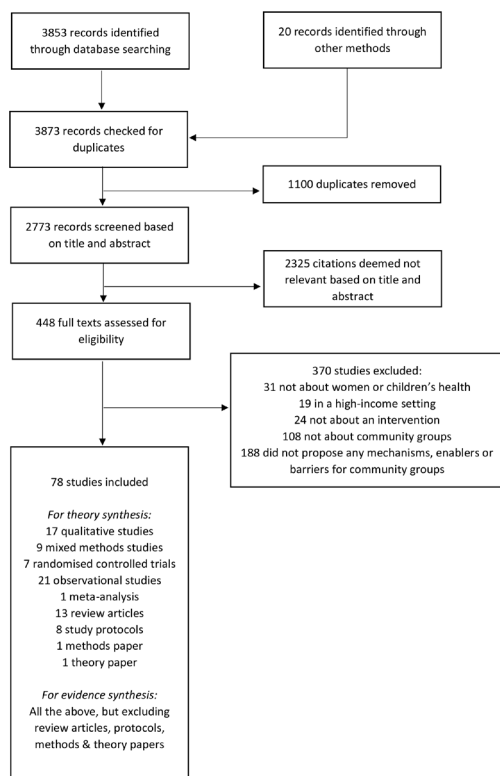 3853 records identified
through database searching
20 records identified through
other methods
3873 records checked for
duplicates
1100 duplicates removed
2773 records screened based
on title and abstract
2325 citations deemed not
relevant based on title and
abstract
448 full texts assessed for
eligibility
370 studies excluded:
31 not about women or children’s health
19 in a high-income setting
24 not about an intervention
108 not about community groups
188 did not propose any mechanisms, enablers or
barriers for community groups
78 studies included
For theory synthesis:
17 qualitative studies
9 mixed methods studies
7 randomised controlled trials
21 observational studies
1 meta-analysis
13 review articles
8 study protocols
1 methods paper
1 theory paper
For evidence synthesis:
All the above, but excluding
review articles, protocols,
methods & theory papers